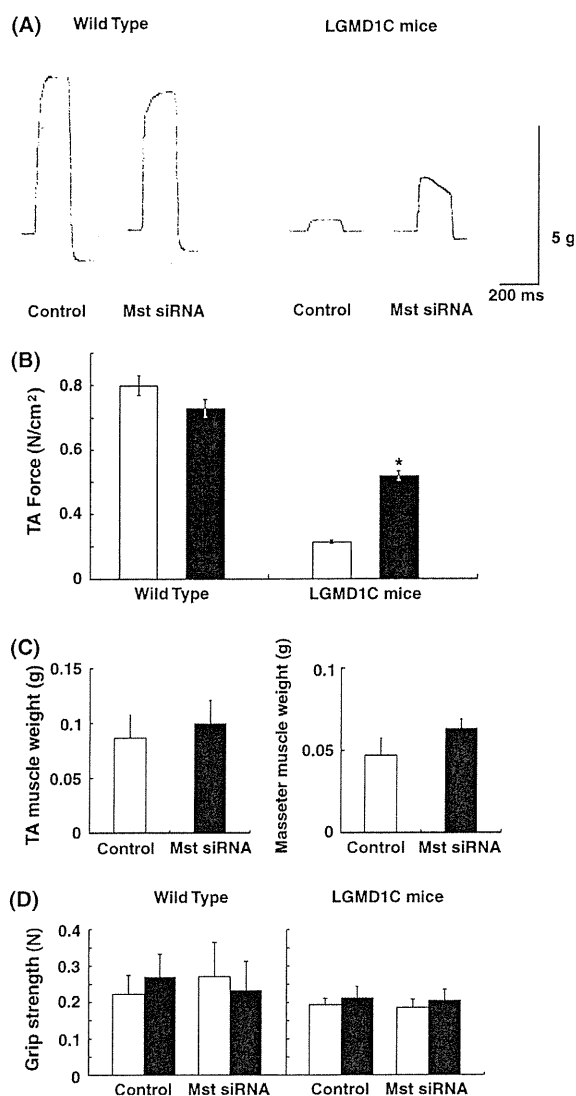 (A)
Wild Type
LGMD1C mice
5 g
200 ms
Control
Mst siRNA
Control
Mst siRNA
(B)
TA Force (N/cm²)
0.8
0.6
0.4
0.2
0
*
Wild Type
LGMD1C mice
(C)
TA muscle weight (g)
0.15
0.1
0.05
0
Control
Mst siRNA
Masseter muscle weight (g)
0.1
0.05
0
Control
Mst siRNA
(D)
Wild Type
LGMD1C mice
Grip strength (N)
0.4
0.3
0.2
0.1
0
Control
Mst siRNA
Control
Mst siRNA